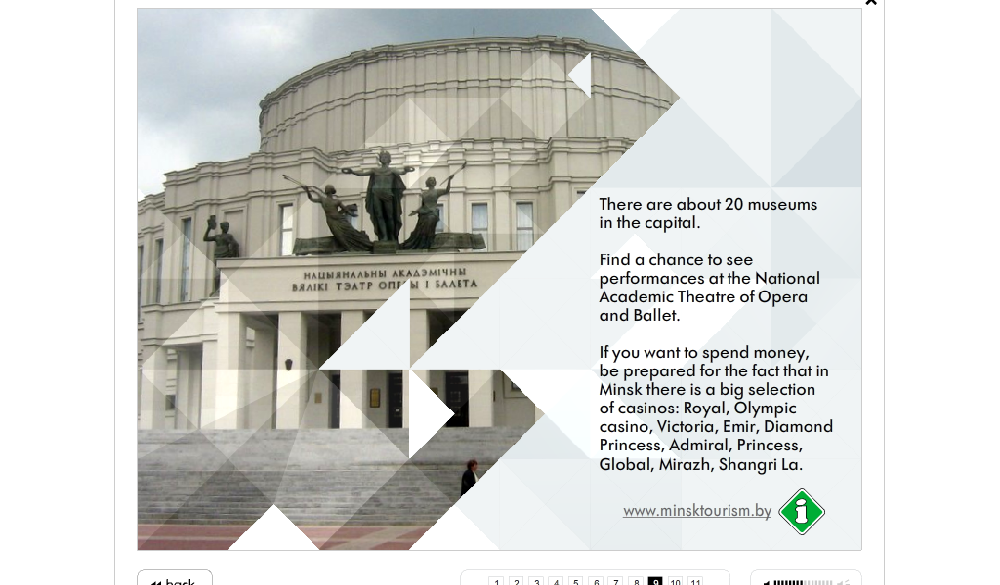 НАЦЫЯНАЛЬНЫ АКАДЭМІЧНЫ
ВЯЛІКІ ТЭАТР ОПЕРЫ І БАЛЕТА
There are about 20 museums
in the capital.
Find a chance to see
performances at the National
Academic Theatre of Opera
and Ballet.
If you want to spend money,
be prepared for the fact that in
Minsk there is a big selection
of casinos: Royal, Olympic
casino, Victoria, Emir, Diamond
Princess, Admiral, Princess,
Global, Mirazh, Shangri La.
www.minsktourism.by i
back
1 2 3 4 5 6 7 8 9 10 11